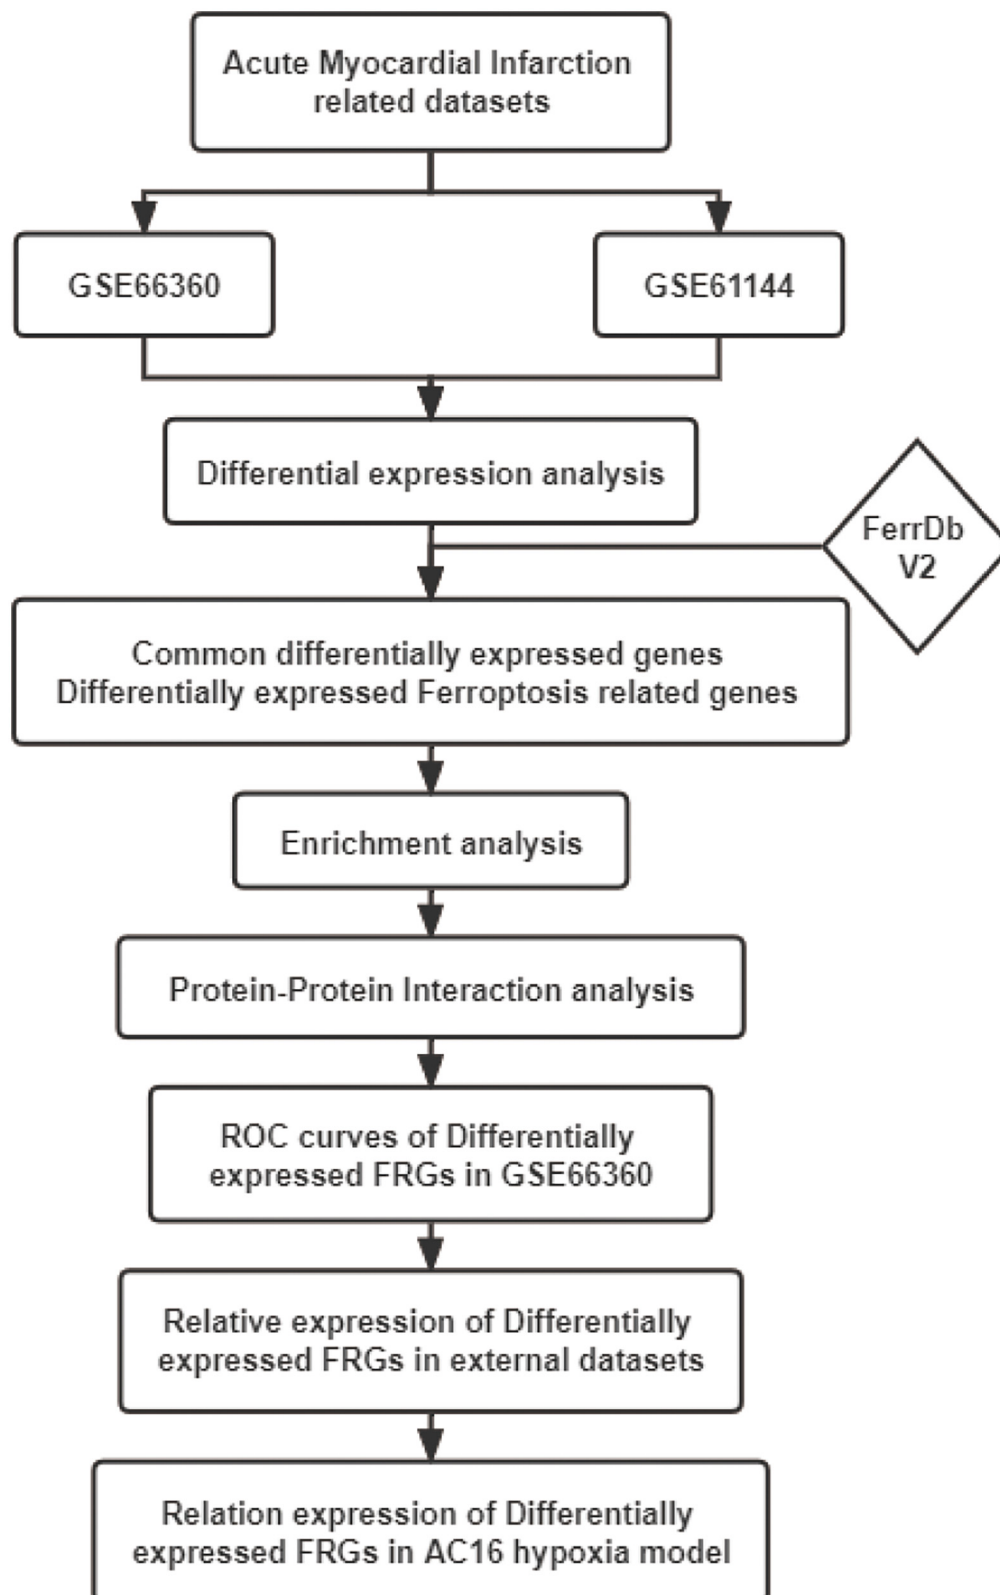 Acute Myocardial Infarction
related datasets
GSE66360
GSE61144
Differential expression analysis
FerrDb
V2
Common differentially expressed genes
Differentially expressed Ferroptosis related genes
Enrichment analysis
Protein-Protein Interaction analysis
ROC curves of Differentially
expressed FRGs in GSE66360
Relative expression of Differentially
expressed FRGs in external datasets
Relation expression of Differentially
expressed FRGs in AC16 hypoxia model